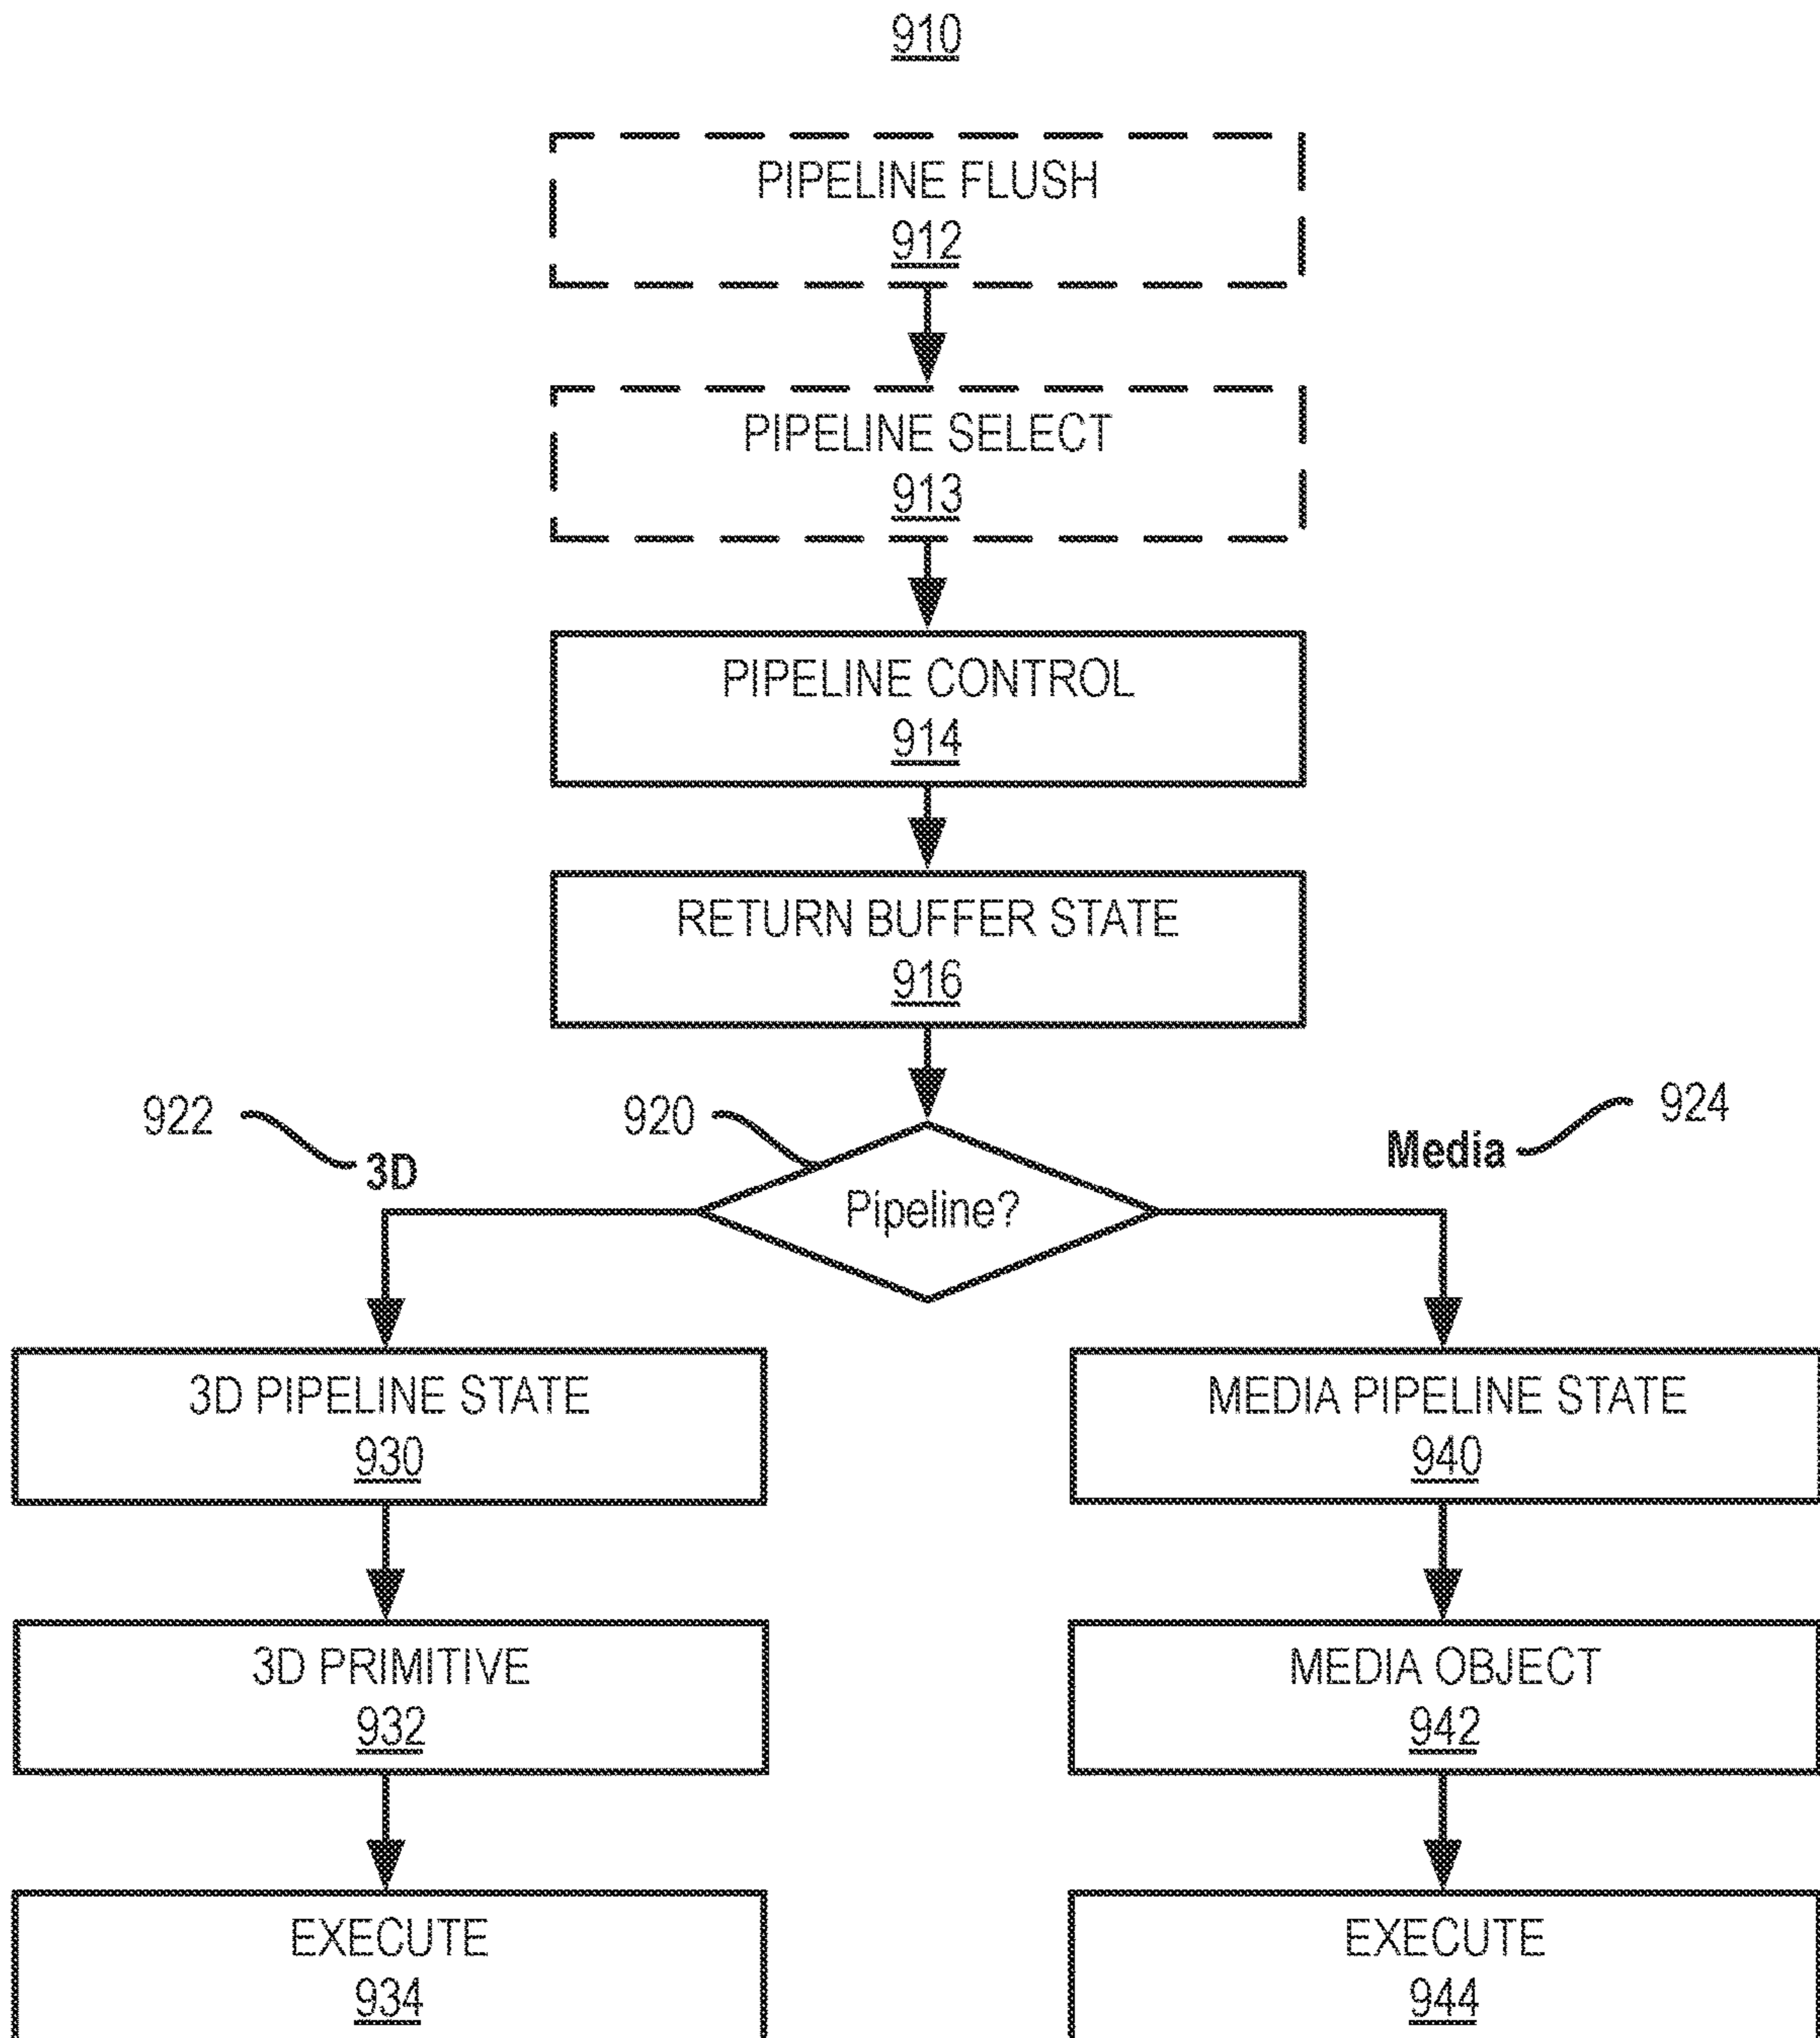 910
PIPELINE FLUSH
912
PIPELINE SELECT
913
PIPELINE CONTROL
914
RETURN BUFFER STATE
916
922
920
924
3D
Media
Pipeline?
3D PIPELINE STATE
930
MEDIA PIPELINE STATE
940
3D PRIMITIVE
932
MEDIA OBJECT
942
EXECUTE
934
EXECUTE
944